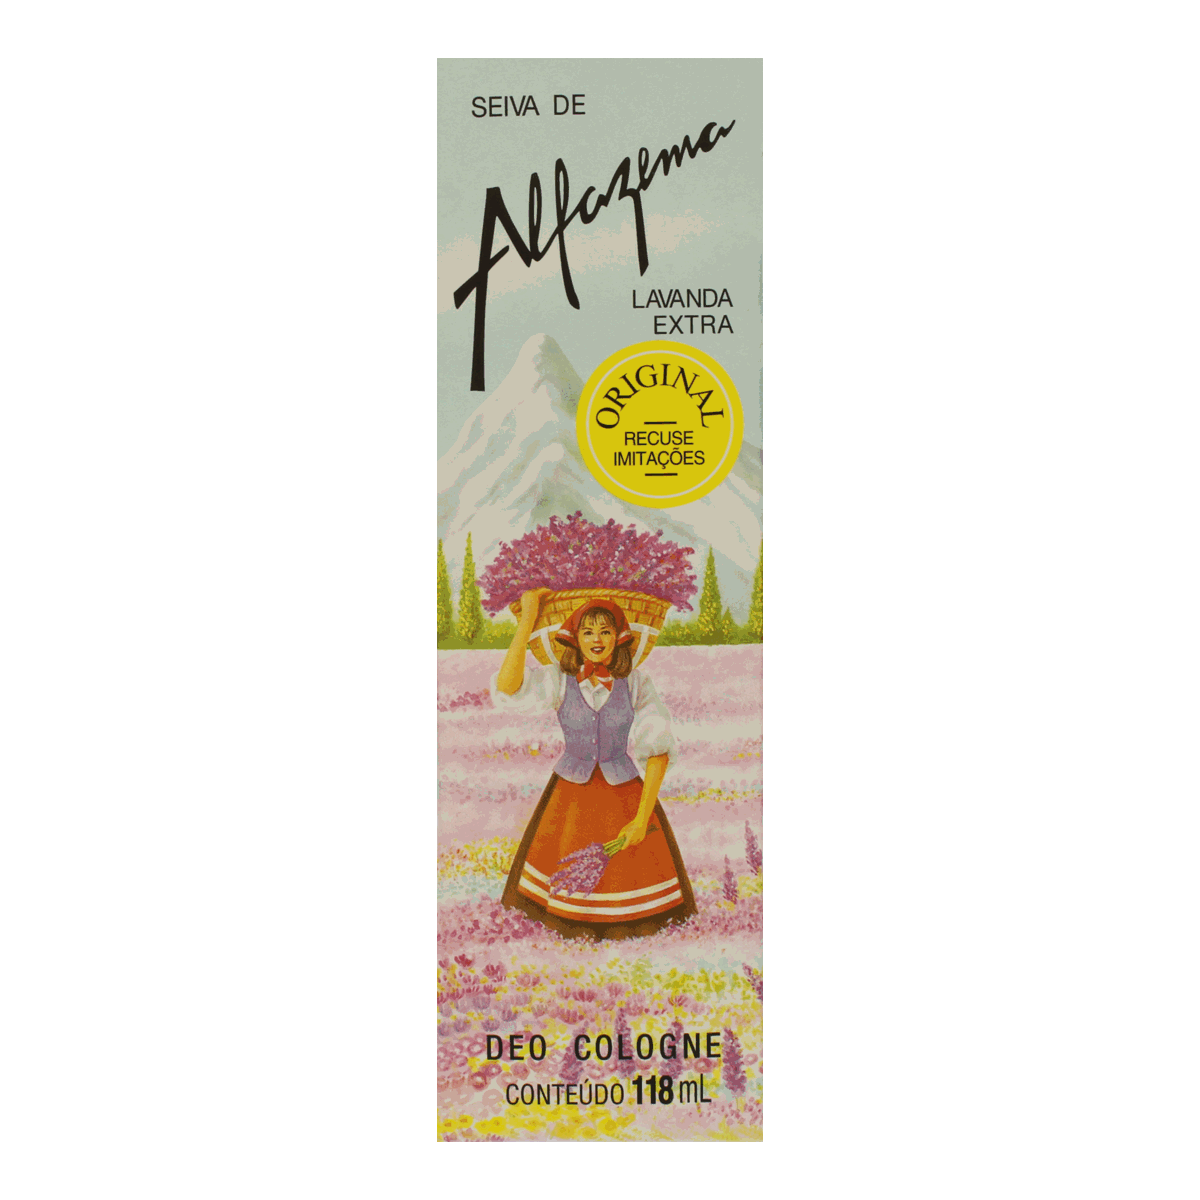 SEIVA DE
Alfazema
LAVANDA
EXTRA
ORIGINAL
RECUSE
IMITAÇÕES
DEO COLOGNE
CONTEÚDO 118 mL